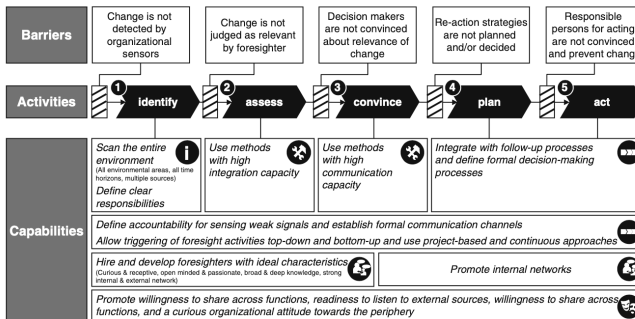 Barriers
Change is not
detected by
organizational
sensors
Change is not
judged as relevant
by foresighter
Decision makers
are not convinced
about relevance of
change
Re-action strategies
are not planned
and/or decided
Responsible
persons for acting
are not convinced
and prevent chang
Activities
1
identify
2
assess
3
convince
4
plan
5
act
Capabilities
Scan the entire
environment
(All environmental areas, all time
horizons, multiple sources)
Define clear
responsibilities
i
Use methods
with high
integration capacity
Use methods
with high
communication
capacity
Integrate with follow-up processes
and define formal decision-making
processes
Define accountability for sensing weak signals and establish formal communication channels
Allow triggering of foresight activities top-down and bottom-up and use project-based and continuous approaches
Hire and develop foresighters with ideal characteristics
(Curious & receptive, open minded & passionate, broad & deep knowledge, strong
internal & external network)
Promote internal networks
Promote willingness to share across functions, readiness to listen to external sources, willingness to share across
functions, and a curious organizational attitude towards the periphery